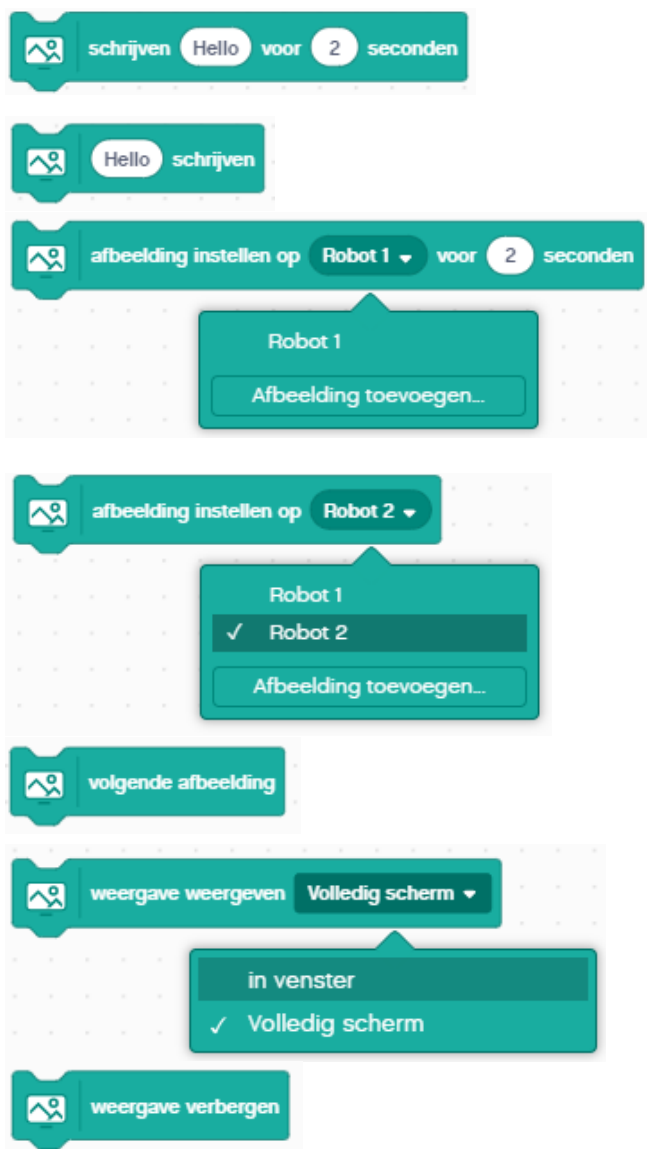 schrijven Hello voor 2 seconden
Hello schrijven
afbeelding instellen op Robot 1 voor 2 seconden
Robot 1
Afbeelding toevoegen...
afbeelding instellen op Robot 2
Robot 1
✓ Robot 2
Afbeelding toevoegen...
volgende afbeelding
weergave weergeven Volledig scherm
in venster
✓ Volledig scherm
weergave verbergen